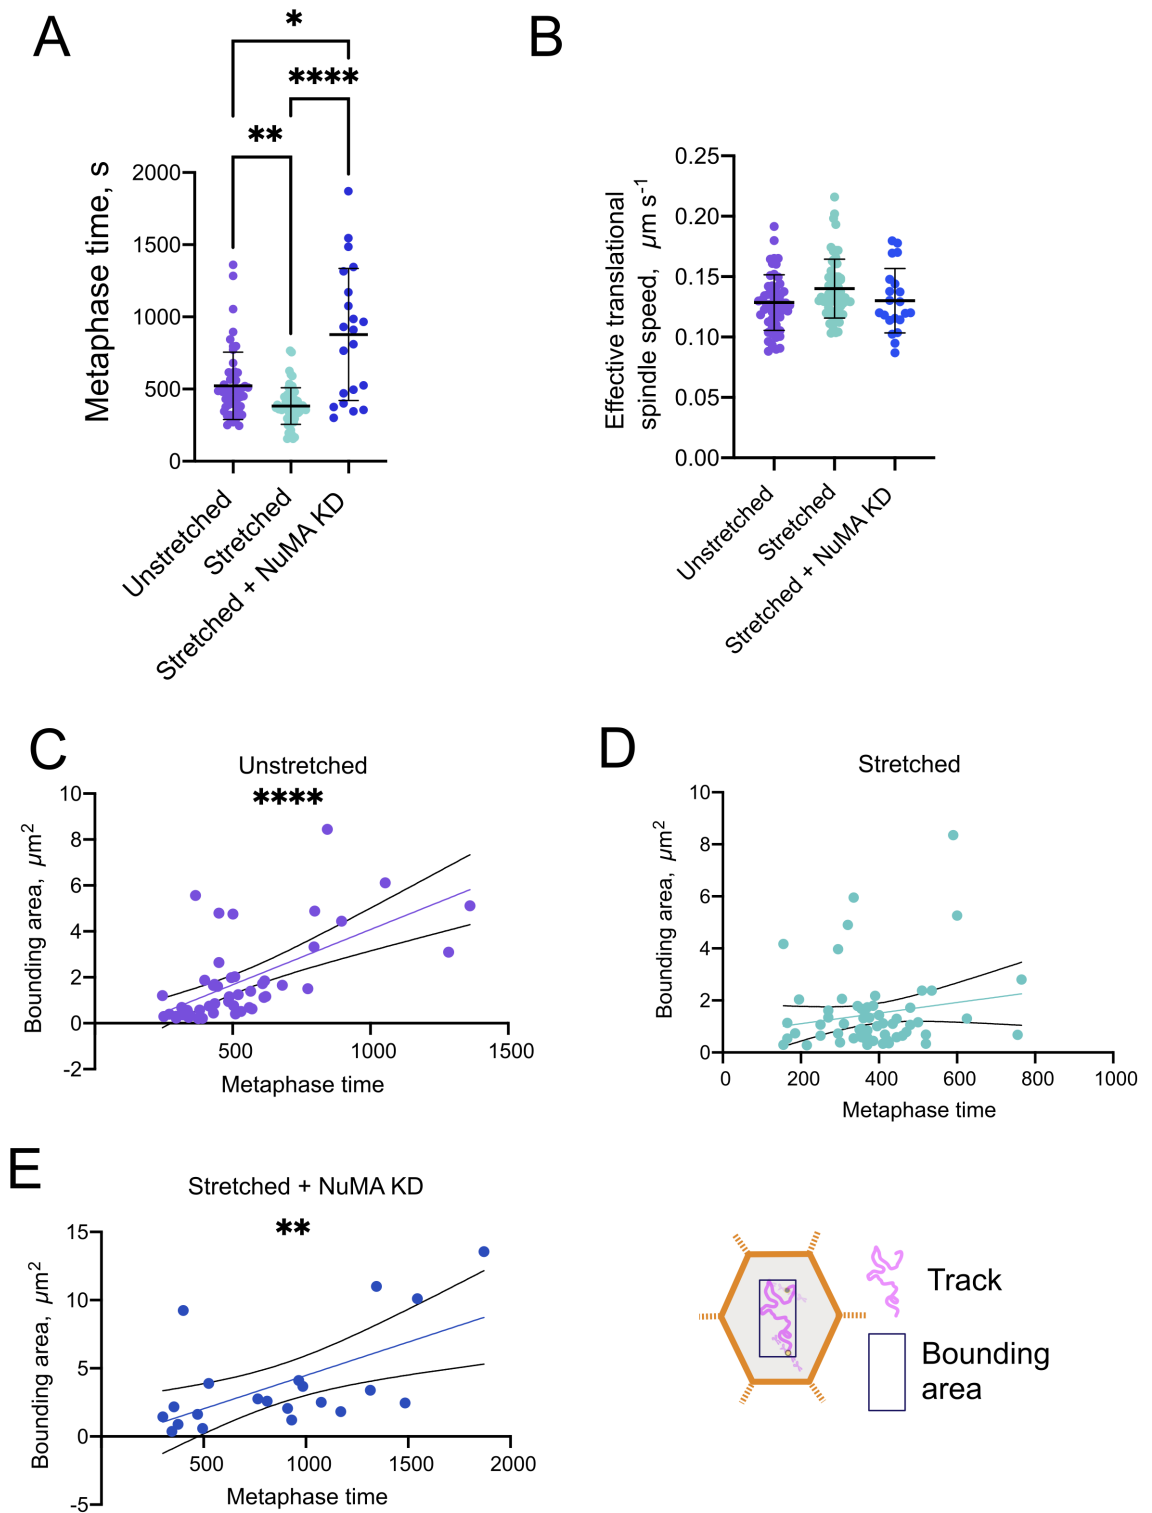 A
*
****
**
Metaphase time, s
2000
1500
1000
500
0
Unstretched
Stretched
Stretched + NuMA KD
B
Effective translational
spindle speed, µm s-1
0.25
0.20
0.15
0.10
0.05
0.00
Unstretched
Stretched
Stretched + NuMA KD
C
Unstretched
****
Bounding area, µm2
10
8
6
4
2
0
-2
500
1000
1500
Metaphase time
D
Stretched
Bounding area, µm2
10
8
6
4
2
0
0
200
400
600
800
1000
Metaphase time
E
Stretched + NuMA KD
**
Bounding area, µm2
15
10
5
0
-5
500
1000
1500
2000
Metaphase time
Track
Bounding
area